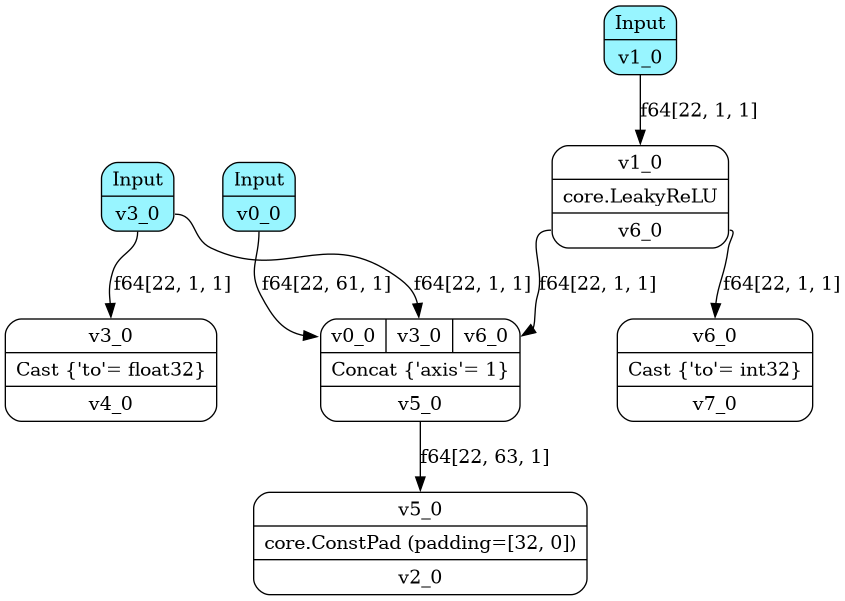 Input
v1_0
f64[22, 1, 1]
v1_0
core.LeakyReLU
v6_0
Input
v3_0
Input
v0_0
f64[22, 1, 1]
f64[22, 61, 1]
f64[22, 1, 1]
f64[22, 1, 1]
f64[22, 1, 1]
v3_0
Cast {'to'= float32}
v4_0
v0_0 v3_0 v6_0
Concat {'axis'= 1}
v5_0
v6_0
Cast {'to'= int32}
v7_0
f64[22, 63, 1]
v5_0
core.ConstPad (padding=[32, 0])
v2_0